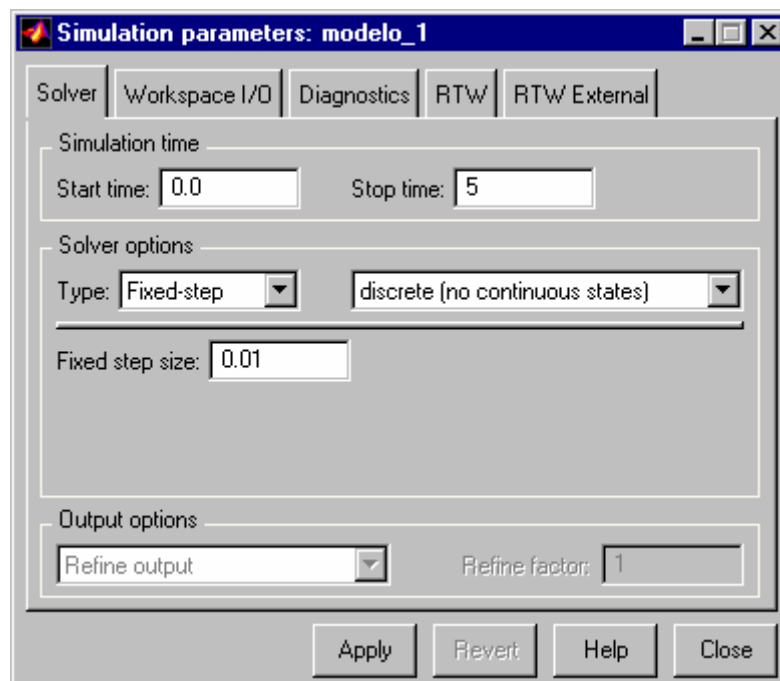 Simulation parameters: modelo_1
Solver Workspace I/O Diagnostics RTW RTW External
Simulation time
Start time: 0.0 Stop time: 5
Solver options
Type: Fixed-step discrete (no continuous states)
Fixed step size: 0.01
Output options
Refine output Refine factor: 1
Apply Revert Help Close